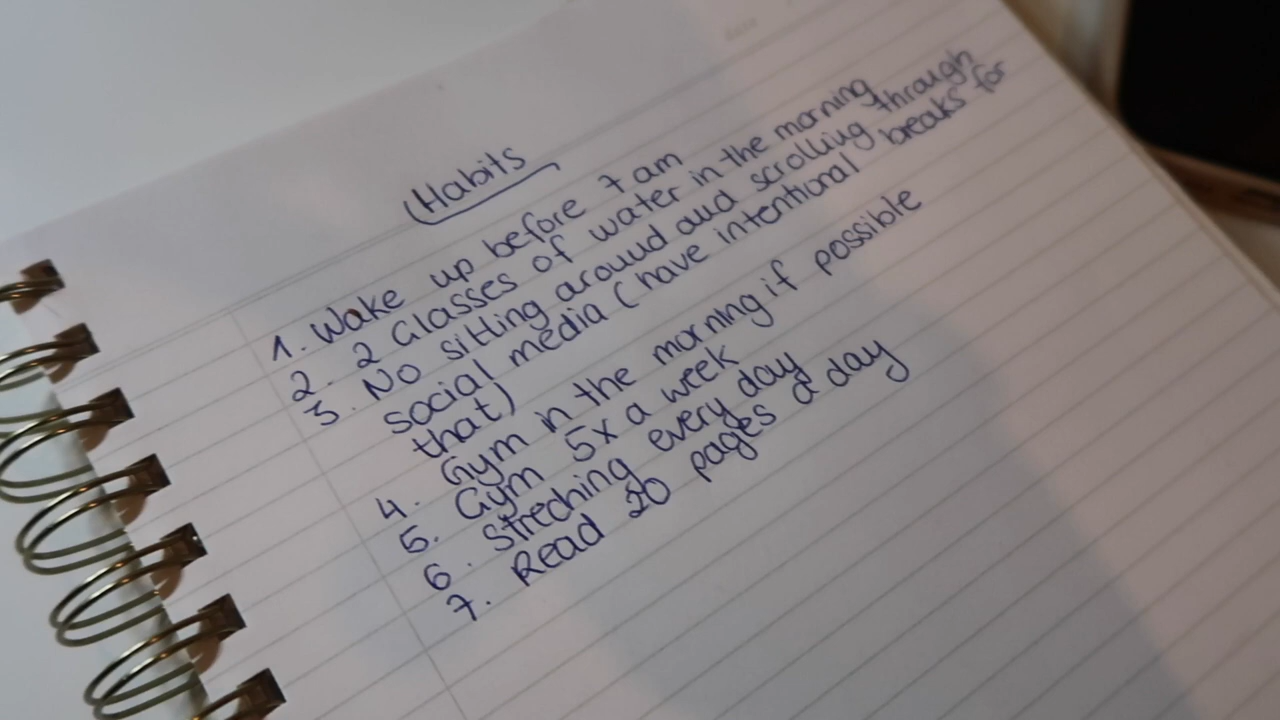 Habits
1. Wake up before 7 am
2. 2 Glasses of water in the morning
3. No sitting around and scrolling through
social media (have intentional breaks for
that)
4. Gym in the morning if possible
5. Gym 5x a week
6. Streching every day
7. Read 20 pages a day